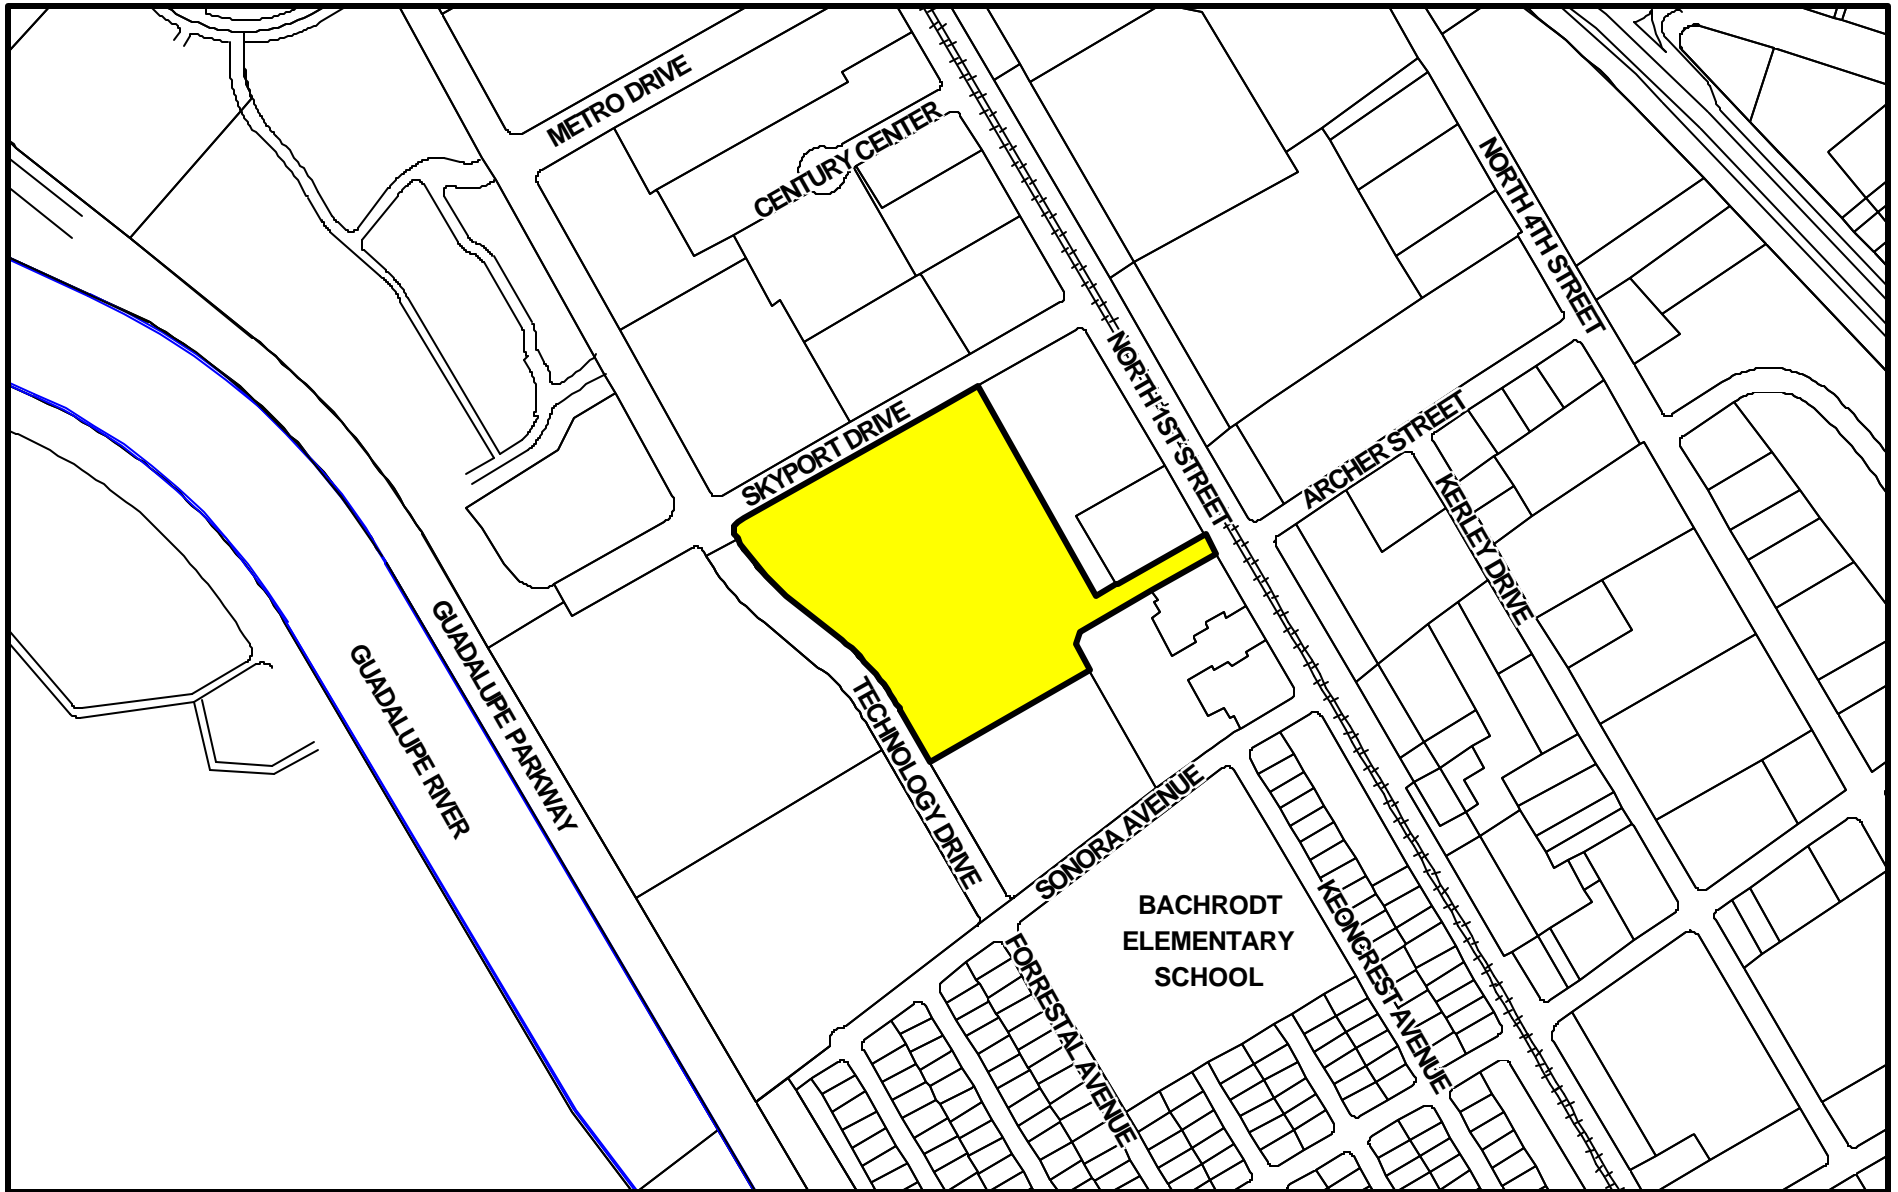 METRO DRIVE
CENTURY CENTER
NORTH 4TH STREET
NORTH 1ST STREET
SKYPORT DRIVE
ARCHER STREET
KERLEY DRIVE
GUADALUPE PARKWAY
GUADALUPE RIVER
TECHNOLOGY DRIVE
SONORA AVENUE
BACHRODT
ELEMENTARY
SCHOOL
KEONCREST AVENUE
FORRESTAL AVENUE